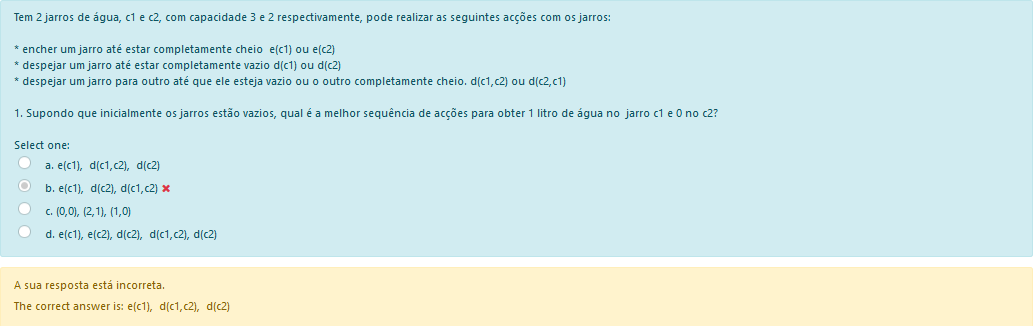 Tem 2 jarros de água, c1 e c2, com capacidade 3 e 2 respectivamente, pode realizar as seguintes acções com os jarros:
* encher um jarro até estar completamente cheio e(c1) ou e(c2)
* despejar um jarro até estar completamente vazio d(c1) ou d(c2)
* despejar um jarro para outro até que ele esteja vazio ou o outro completamente cheio. d(c1,c2) ou d(c2,c1)
1. Supondo que inicialmente os jarros estão vazios, qual é a melhor sequência de acções para obter 1 litro de água no jarro c1 e 0 no c2?
Select one:
a. e(c1), d(c1,c2), d(c2)
b. e(c1), d(c2), d(c1,c2)
c. (0,0), (2,1), (1,0)
d. e(c1), e(c2), d(c2), d(c1,c2), d(c2)
A sua resposta está incorreta.
The correct answer is: e(c1), d(c1,c2), d(c2)